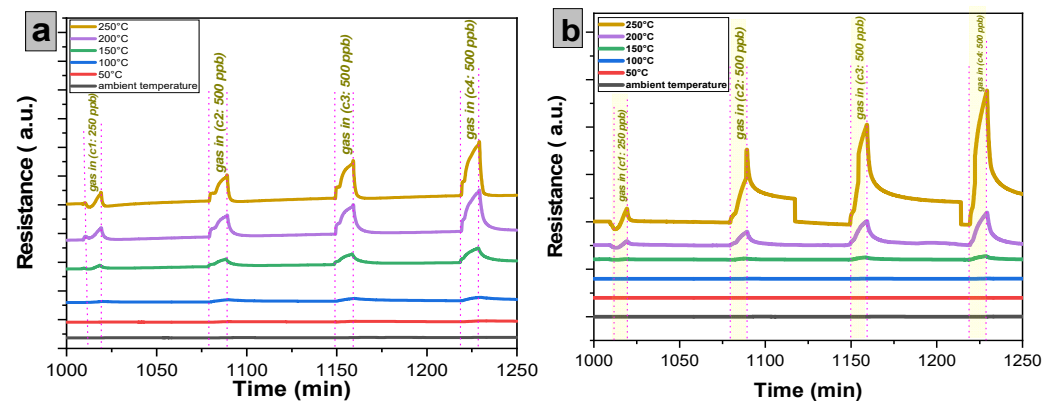 a
250°C
200°C
150°C
100°C
50°C
ambient temperature
gas in (c1: 250 ppb)
gas in (c2: 500 ppb)
gas in (c3: 500 ppb)
gas in (c4: 500 ppb)
Resistance ( a.u.)
1000 1050 1100 1150 1200 1250
Time (min)
b
250°C
200°C
150°C
100°C
50°C
ambient temperature
gas in (c1: 250 ppb)
gas in (c2: 500 ppb)
gas in (c3: 500 ppb)
gas in (c4: 500 ppb)
Resistance ( a.u.)
1000 1050 1100 1150 1200 1250
Time (min)